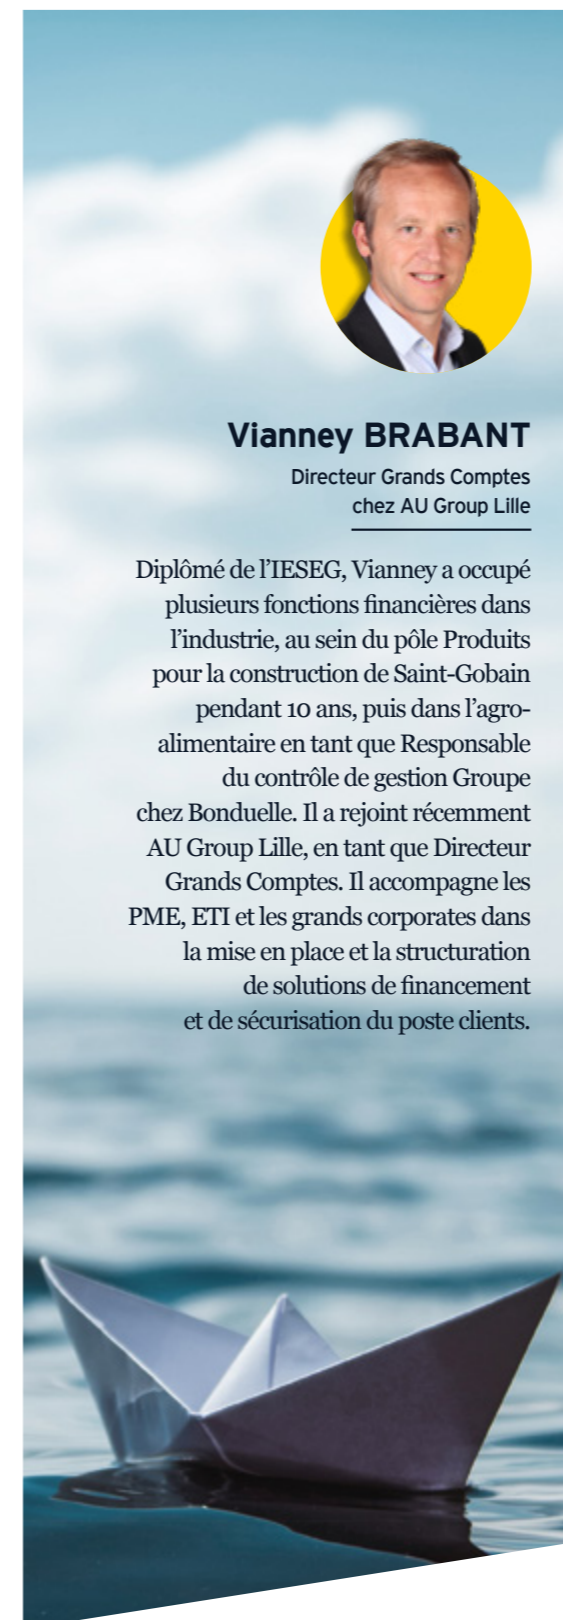 Vianney BRABANT
Directeur Grands Comptes
chez AU Group Lille
Diplômé de l'IESEG, Vianney a occupé
plusieurs fonctions financières dans
l'industrie, au sein du pôle Produits
pour la construction de Saint-Gobain
pendant 10 ans, puis dans l'agro-
alimentaire en tant que Responsable
du contrôle de gestion Groupe
chez Bonduelle. Il a rejoint récemment
AU Group Lille, en tant que Directeur
Grands Comptes. Il accompagne les
PME, ETI et les grands corporates dans
la mise en place et la structuration
de solutions de financement
et de sécurisation du poste clients.